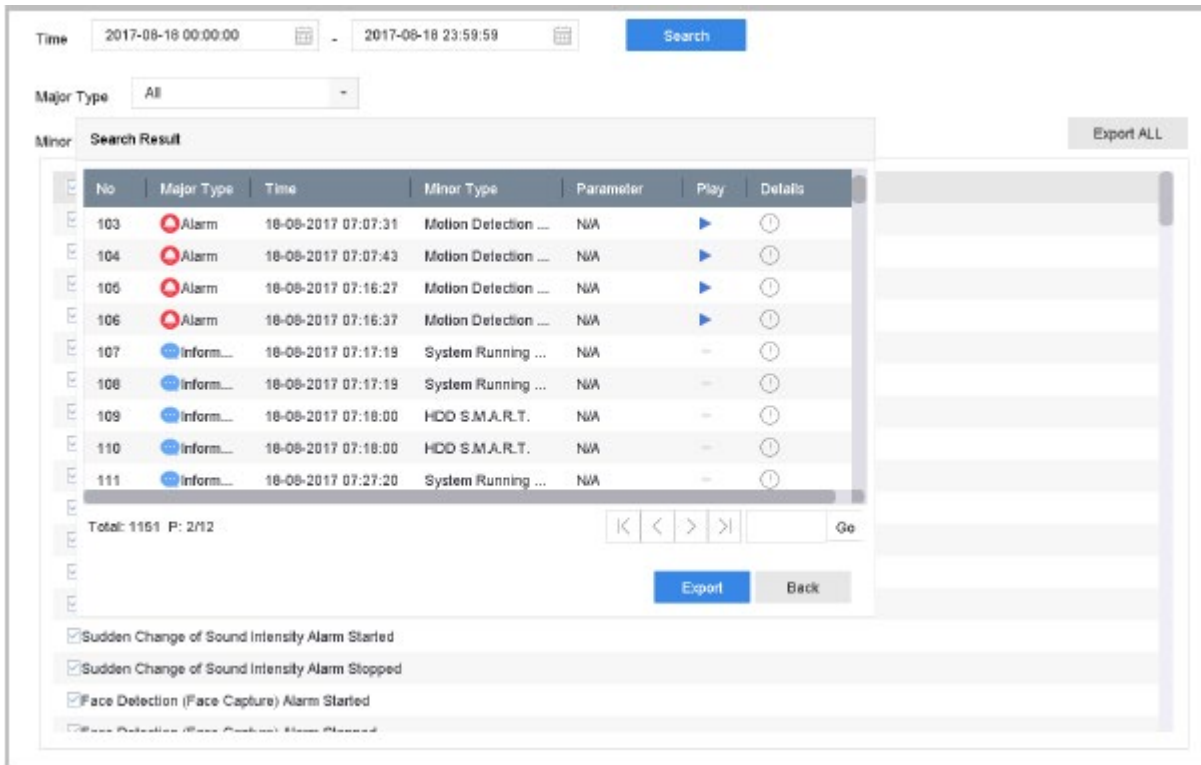 Time 2017-08-18 00:00:00 - 2017-08-18 23:59:59 Search
Major Type All
Minor Export ALL
Search Result
No Major Type Time Minor Type Parameter Play Details
103 Alarm 18-08-2017 07:07:31 Motion Detection ... N/A
104 Alarm 18-08-2017 07:07:43 Motion Detection ... N/A
105 Alarm 18-08-2017 07:16:27 Motion Detection ... N/A
106 Alarm 18-08-2017 07:16:37 Motion Detection ... N/A
107 Inform... 18-08-2017 07:17:19 System Running ... N/A –
108 Inform... 18-08-2017 07:17:19 System Running ... N/A –
109 Inform... 18-08-2017 07:18:00 HDD S.M.A.R.T. N/A –
110 Inform... 18-08-2017 07:18:00 HDD S.M.A.R.T. N/A –
111 Inform... 18-08-2017 07:27:20 System Running ... N/A –
Total: 1151 P: 2/12 Go
Export Back
Sudden Change of Sound Intensity Alarm Started
Sudden Change of Sound Intensity Alarm Stopped
Face Detection (Face Capture) Alarm Started
Face Detection (Face Capture) Alarm Stopped